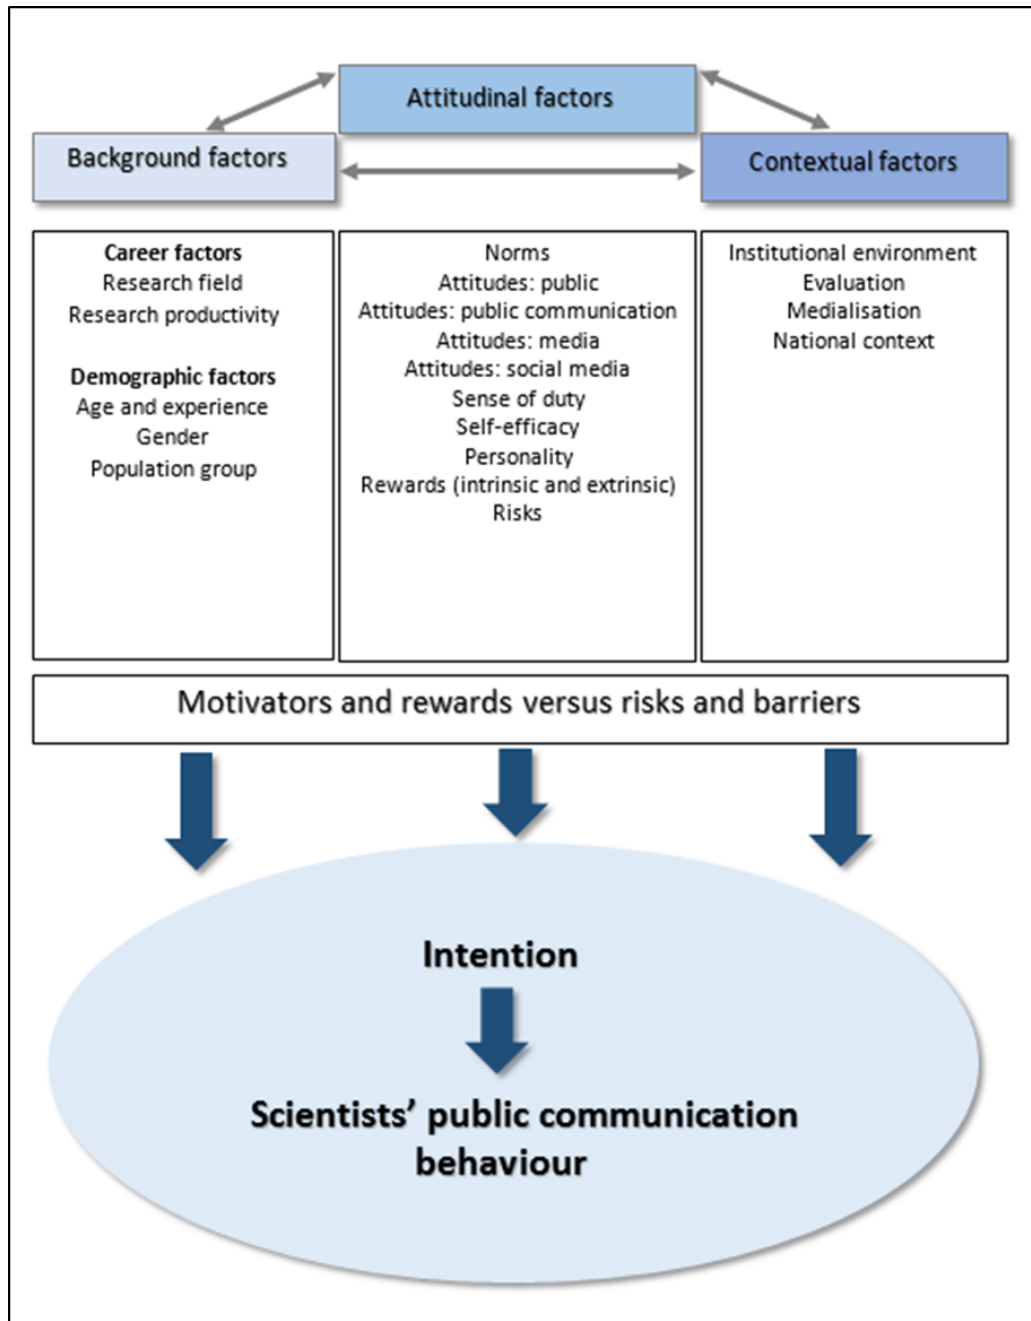 Attitudinal factors
Background factors
Contextual factors
Career factors
Research field
Research productivity
Demographic factors
Age and experience
Gender
Population group
Norms
Attitudes: public
Attitudes: public communication
Attitudes: media
Attitudes: social media
Sense of duty
Self-efficacy
Personality
Rewards (intrinsic and extrinsic)
Risks
Institutional environment
Evaluation
Medialisation
National context
Motivators and rewards versus risks and barriers
Intention
Scientists’ public communication
behaviour